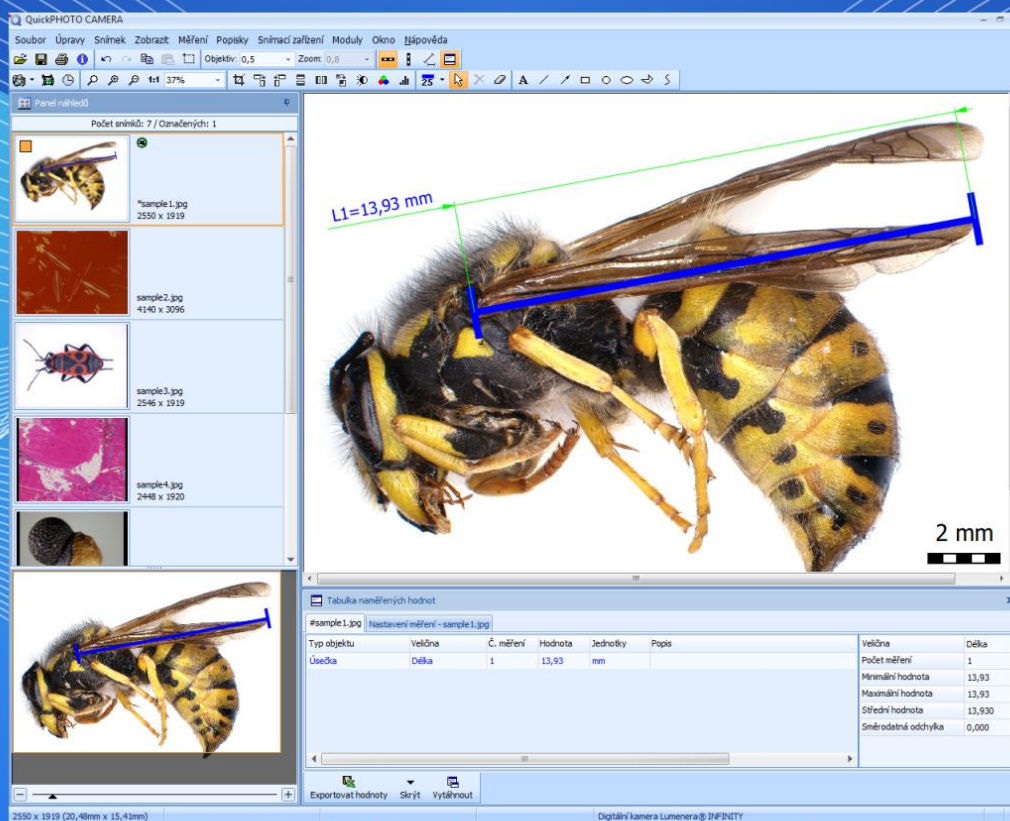 QuickPHOTO CAMERA
Soubor Úpravy Snímek Zobrazit Měření Popisky Snímací zařízení Moduly Okno Nápověda
Objektiv: 0,5 Zoom: 0,8
1:1 37% 25 A
Panel náhledů
Počet snímků: 7 / Označených: 1
*sample1.jpg
2550 x 1919
sample2.jpg
4140 x 3096
sample3.jpg
2546 x 1919
sample4.jpg
2448 x 1920
L1=13,93 mm
2 mm
Tabulka naměřených hodnot
#sample1.jpg Nastavení měření - sample1.jpg
Typ objektu Veličina Č. měření Hodnota Jednotky Popis
Úsečka Délka 1 13,93 mm
Veličina Délka
Počet měření 1
Minimální hodnota 13,93
Maximální hodnota 13,93
Střední hodnota 13,930
Směrodatná odchylka 0,000
Exportovat hodnoty Skrýt Vytáhnout
2550 x 1919 (20,48mm x 15,41mm) Digitální kamera Lumenera® INFINITY